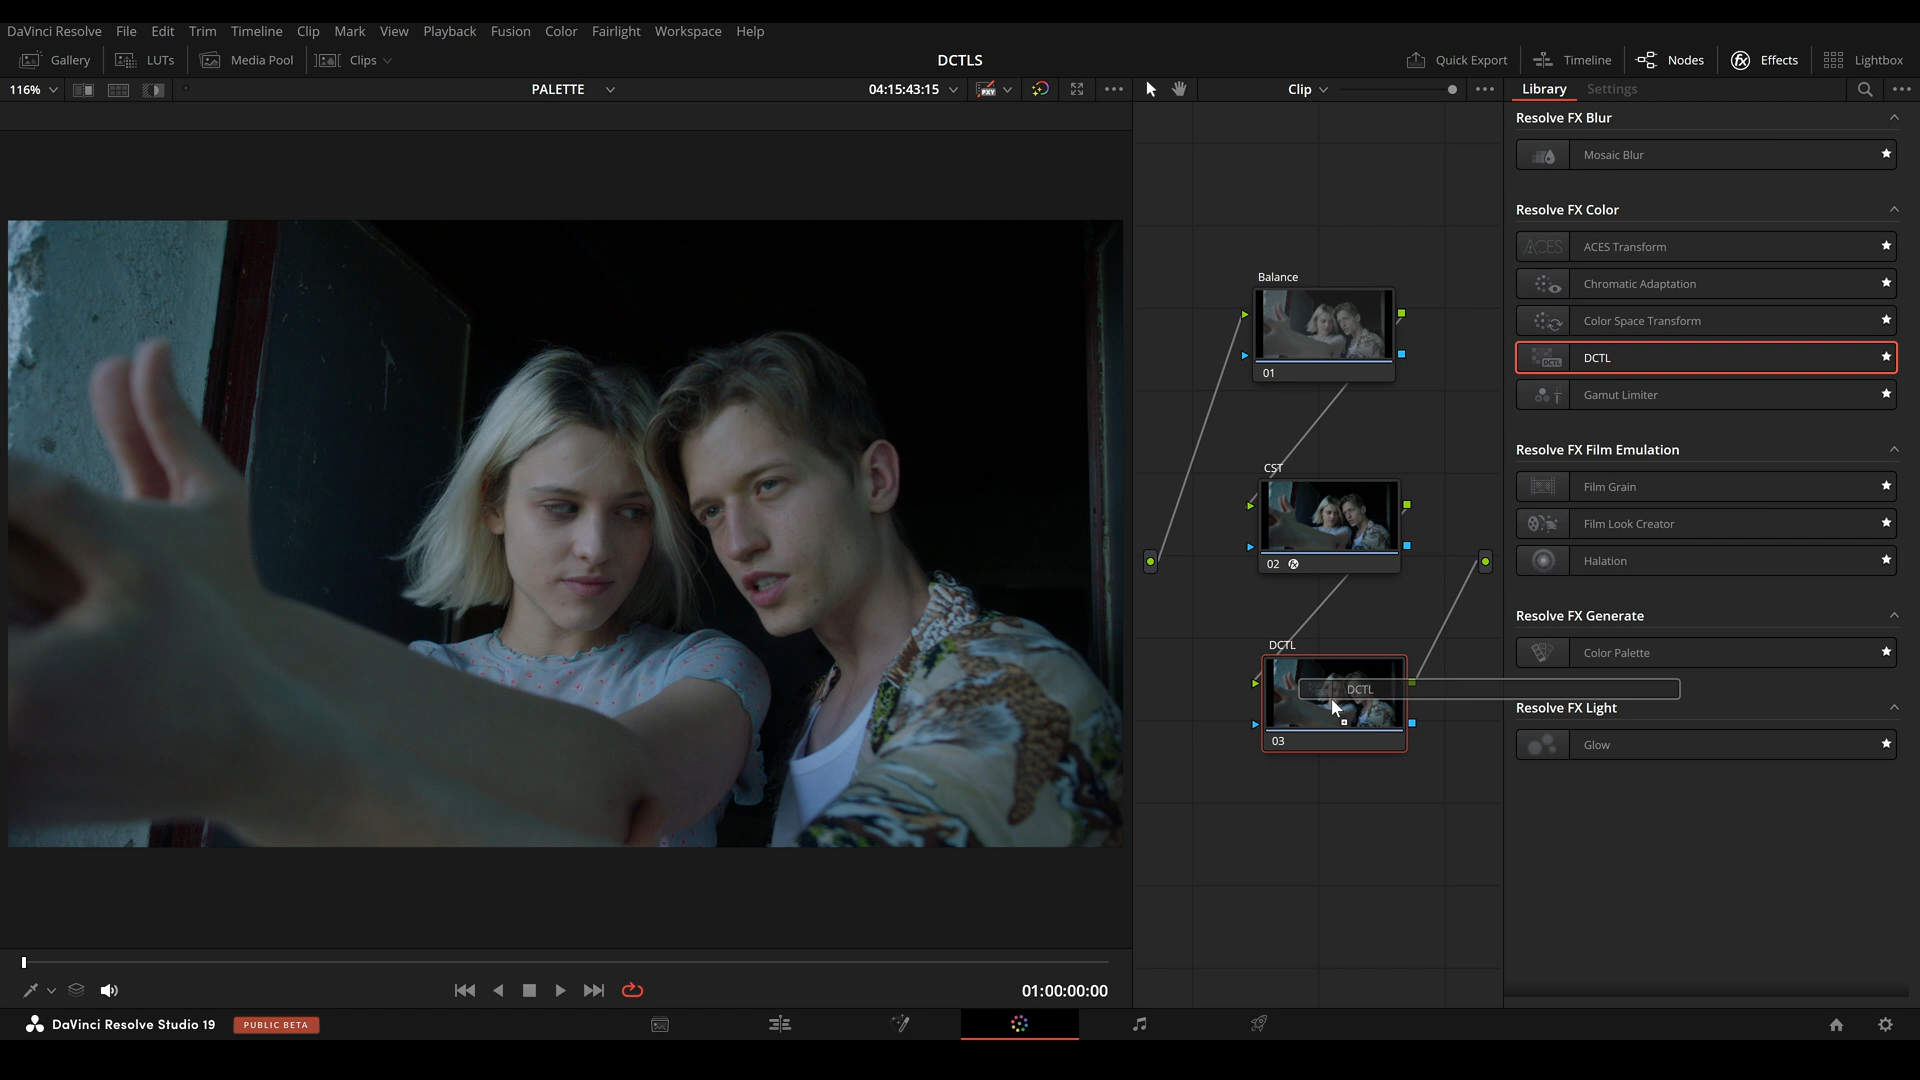 DaVinci Resolve File Edit Trim Timeline Clip Mark View Playback Fusion Color Fairlight Workspace Help
Gallery LUTs Media Pool Clips DCTLS Quick Export Timeline Nodes Effects Lightbox
116% PALETTE 04:15:43:15 PXY Clip Library Settings
Resolve FX Blur
Mosaic Blur
Resolve FX Color
ACES ACES Transform
Chromatic Adaptation
Color Space Transform
DCTL DCTL
Gamut Limiter
Resolve FX Film Emulation
Film Grain
Film Look Creator
Halation
Resolve FX Generate
Color Palette
Resolve FX Light
Glow
Balance
01
CST
02 fx
DCTL
DCTL
03
01:00:00:00
DaVinci Resolve Studio 19 PUBLIC BETA